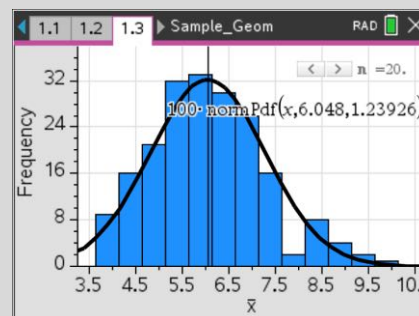 1.1 1.2 1.3 Sample_Geom RAD
n =20.
100· normPdf(x,6.048,1.23926)
Frequency
32
24
16
8
0
3.5 4.5 5.5 6.5 7.5 8.5 9.5 10.
x̄